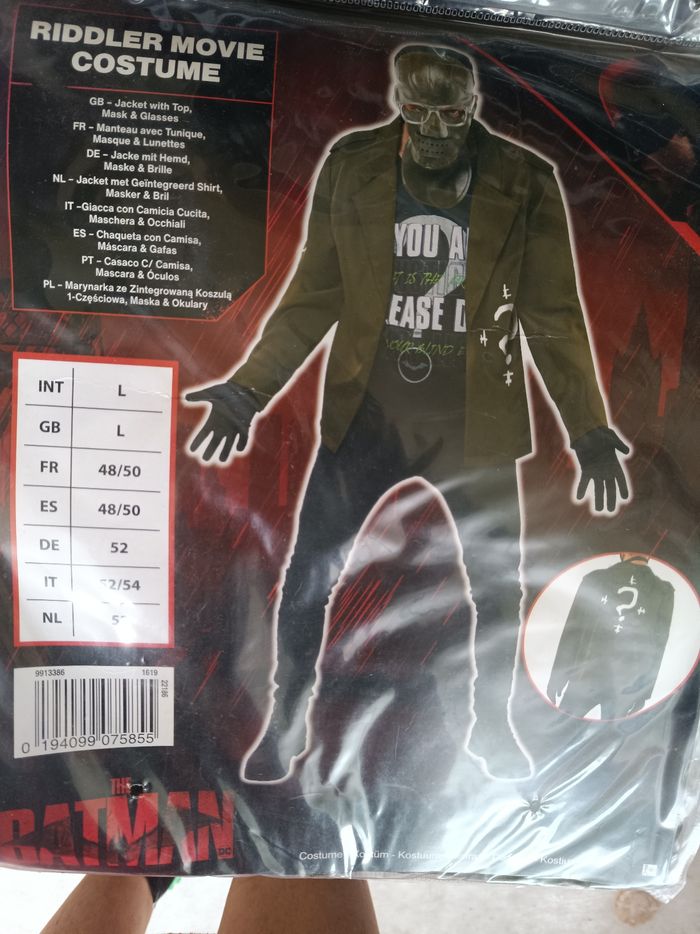 RIDDLER MOVIE
COSTUME
GB – Jacket with Top,
Mask & Glasses
FR – Manteau avec Tunique,
Masque & Lunettes
DE – Jacke mit Hemd,
Maske & Brille
NL – Jacket met Geïntegreerd Shirt,
Masker & Bril
IT -Giacca con Camicia Cucita,
Maschera & Occhiali
ES – Chaqueta con Camisa,
Máscara & Gafas
PT – Casaco C/ Camisa,
Mascara & Óculos
PL – Marynarka ze Zintegrowaną Koszulą
1-Częściowa, Maska & Okulary
YOU A
EASE D
INT L
GB L
FR 48/50
ES 48/50
DE 52
IT 52/54
NL
9913386 1619
22186
0 194099 075855
THE
BATMAN
DC
Costume
?
?